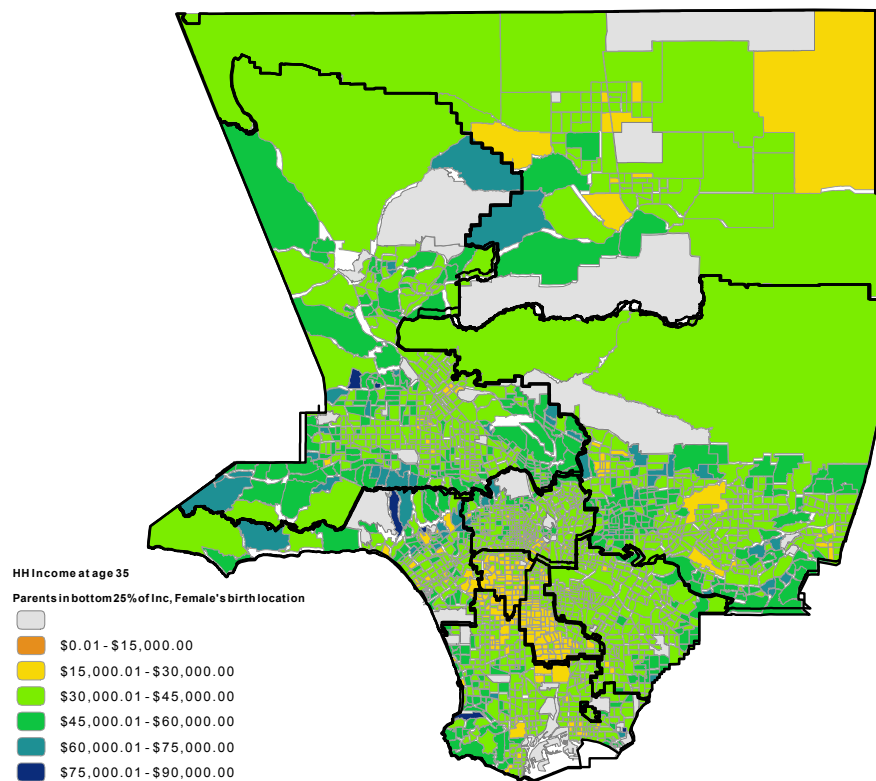 HH Income at age 35
Parents in bottom 25% of Inc, Female's birth location
$0.01 - $15,000.00
$15,000.01 - $30,000.00
$30,000.01 - $45,000.00
$45,000.01 - $60,000.00
$60,000.01 - $75,000.00
$75,000.01 - $90,000.00